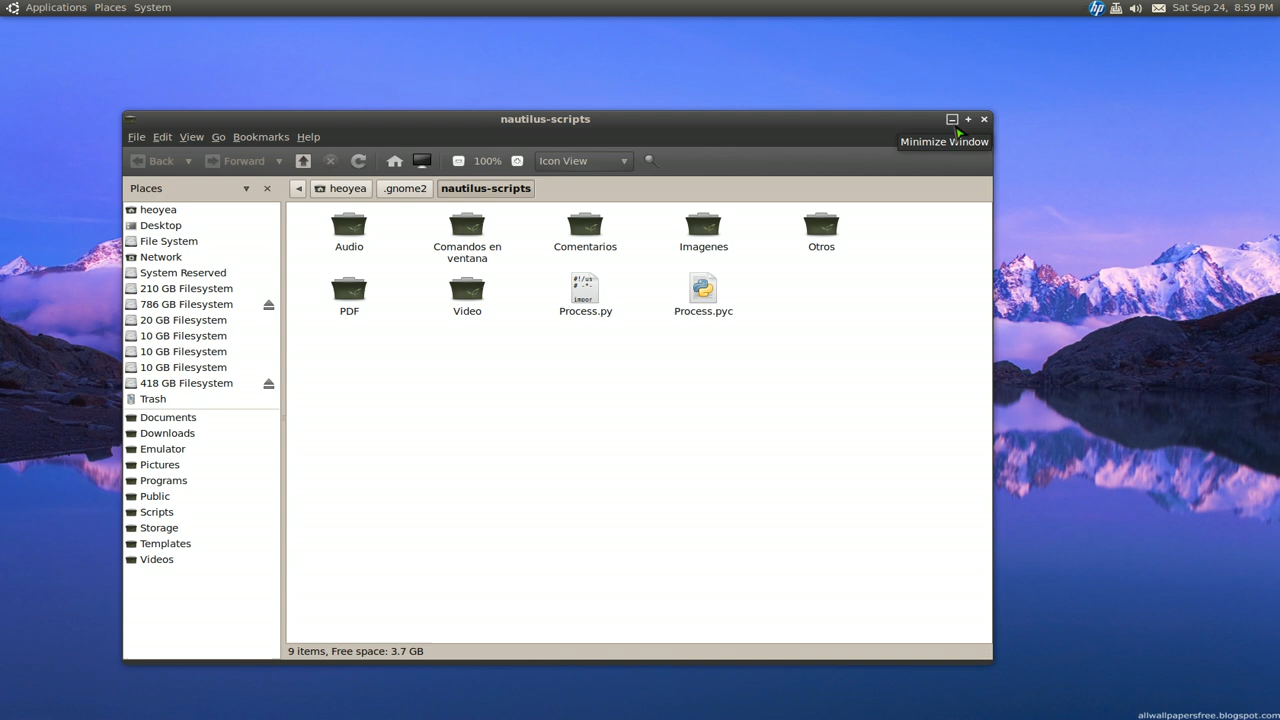 Applications Places System
hp
Sat Sep 24, 8:59 PM
nautilus-scripts
File Edit View Go Bookmarks Help
Minimize Window
Back Forward 100% Icon View
Places
heoyea .gnome2 nautilus-scripts
heoyea
Desktop
File System
Network
System Reserved
210 GB Filesystem
786 GB Filesystem
20 GB Filesystem
10 GB Filesystem
10 GB Filesystem
10 GB Filesystem
418 GB Filesystem
Trash
Documents
Downloads
Emulator
Pictures
Programs
Public
Scripts
Storage
Templates
Videos
Audio
Comandos en
ventana
Comentarios
Imagenes
Otros
PDF
Video
#!/us
# -*-
impor
Process.py
Process.pyc
9 items, Free space: 3.7 GB
allwallpapersfree.blogspot.com